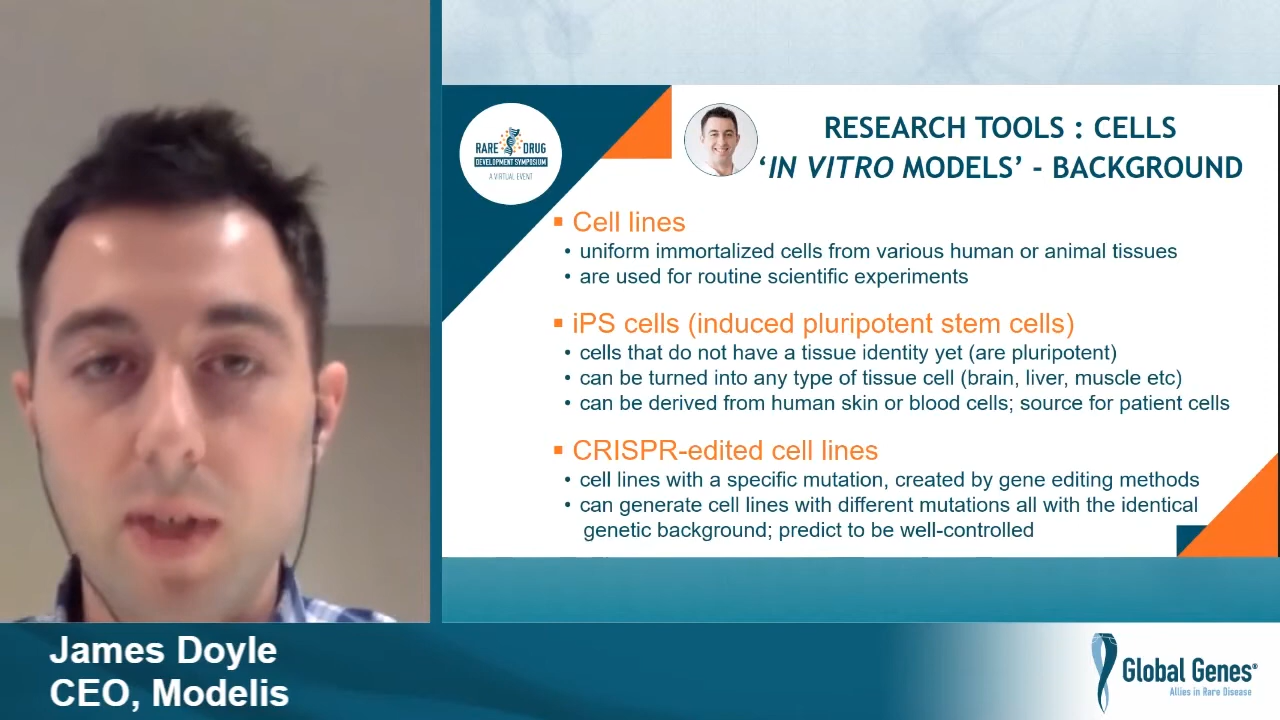 RARE DRUG
DEVELOPMENT SYMPOSIUM
A VIRTUAL EVENT
RESEARCH TOOLS : CELLS
‘IN VITRO MODELS’ - BACKGROUND
▪ Cell lines
• uniform immortalized cells from various human or animal tissues
• are used for routine scientific experiments
▪ iPS cells (induced pluripotent stem cells)
• cells that do not have a tissue identity yet (are pluripotent)
• can be turned into any type of tissue cell (brain, liver, muscle etc)
• can be derived from human skin or blood cells; source for patient cells
▪ CRISPR-edited cell lines
• cell lines with a specific mutation, created by gene editing methods
• can generate cell lines with different mutations all with the identical
genetic background; predict to be well-controlled
James Doyle
CEO, Modelis
Global Genes®
Allies in Rare Disease